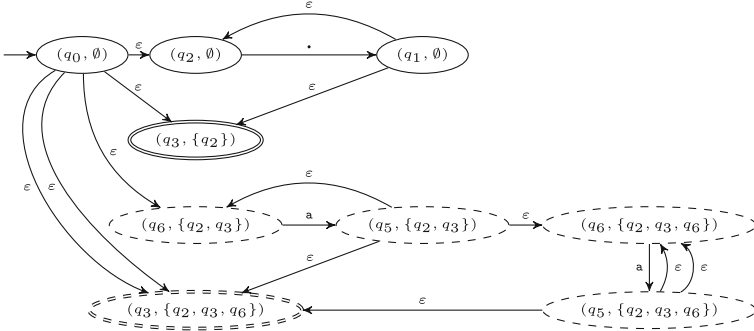 ε
(q₀, ∅) ε (q₂, ∅) · (q₁, ∅)
ε ε
(q₃, {q₂})
ε ε
(q₆, {q₂, q₃}) a (q₅, {q₂, q₃}) ε (q₆, {q₂, q₃, q₆})
ε ε ε a ε ε
(q₃, {q₂, q₃, q₆}) ε (q₅, {q₂, q₃, q₆})